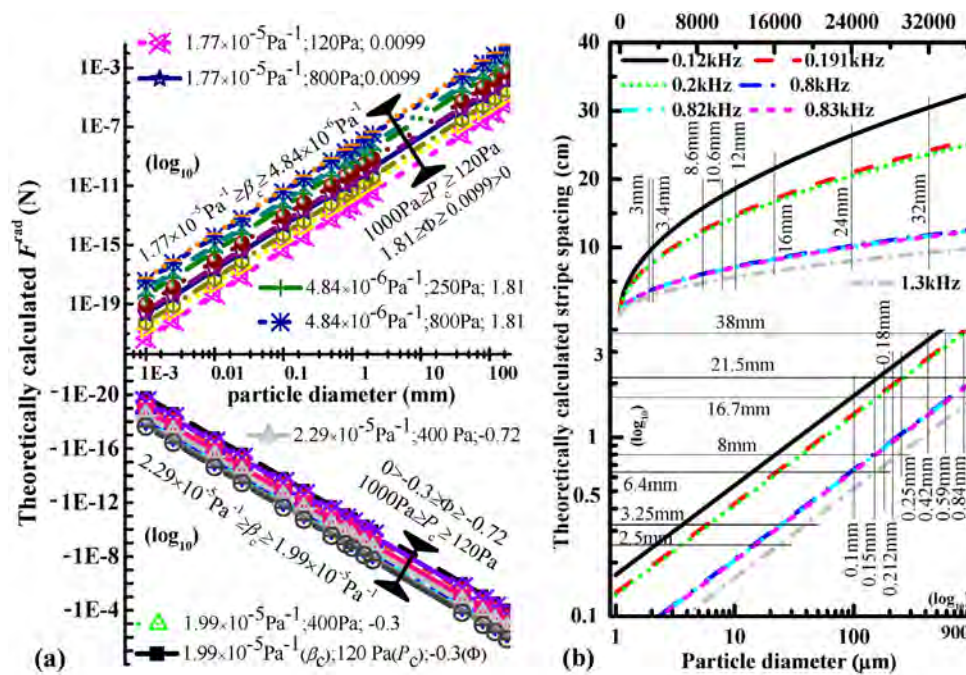 1.77×10⁻⁵Pa⁻¹;120Pa; 0.0099
1.77×10⁻⁵Pa⁻¹;800Pa;0.0099
1E-3
1E-7
1E-11
1E-15
1E-19
(log₁₀)
1.77×10⁻⁵Pa⁻¹≥β꜀≥4.84×10⁻⁶Pa⁻¹
1000Pa≥P꜀≥120Pa
1.81≥Φ≥0.0099>0
4.84×10⁻⁶Pa⁻¹;250Pa; 1.81
4.84×10⁻⁶Pa⁻¹;800Pa; 1.81
1E-3 0.01 0.1 1 10 100
particle diameter (mm)
Theoretically calculated Fʳᵃᵈ (N)
-1E-20
-1E-16
-1E-12
-1E-8
-1E-4
2.29×10⁻⁵Pa⁻¹;400 Pa;-0.72
0>-0.3≥Φ≥-0.72
1000Pa≥P꜀≥120Pa
(log₁₀)
2.29×10⁻⁵Pa⁻¹≥β꜀≥1.99×10⁻⁵Pa⁻¹
1.99×10⁻⁵Pa⁻¹;400Pa; -0.3
1.99×10⁻⁵Pa⁻¹(β꜀);120 Pa(P꜀);-0.3(Φ)
(a)
0 8000 16000 24000 32000
40
30
20
10
0.12kHz 0.191kHz
0.2kHz 0.8kHz
0.82kHz 0.83kHz
3mm
3.4mm
8.6mm
10.6mm
12mm
16mm
24mm
32mm
1.3kHz
Theoretically calculated stripe spacing (cm)
3
1
0.5
0.1
(log₁₀)
38mm
21.5mm
16.7mm
8mm
6.4mm
3.25mm
2.5mm
0.18mm
0.1mm
0.15mm
0.212mm
0.25mm
0.42mm
0.59mm
0.84mm
(log₁₀)
1 10 100 900
Particle diameter (μm)
(b)